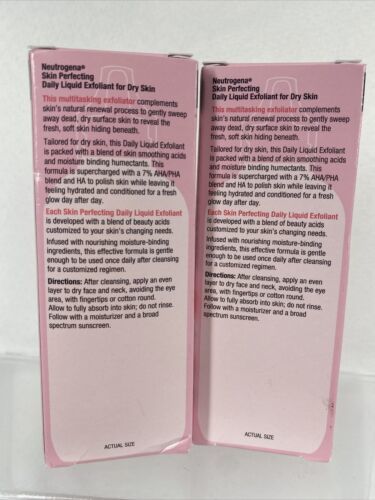 Neutrogena®
Skin Perfecting
Daily Liquid Exfoliant for Dry Skin
This multitasking exfoliator complements
skin's natural renewal process to gently sweep
away dead, dry surface skin to reveal the
fresh, soft skin hiding beneath.
Tailored for dry skin, this Daily Liquid Exfoliant
is packed with a blend of skin smoothing acids
and moisture binding humectants. This
formula is supercharged with a 7% AHA/PHA
blend and HA to polish skin while leaving it
feeling hydrated and conditioned for a fresh
glow day after day.
Each Skin Perfecting Daily Liquid Exfoliant
is developed with a blend of beauty acids
customized to your skin's changing needs.
Infused with nourishing moisture-binding
ingredients, this effective formula is gentle
enough to be used once daily after cleansing
for a customized regimen.
Directions: After cleansing, apply an even
layer to dry face and neck, avoiding the eye
area, with fingertips or cotton round.
Allow to fully absorb into skin; do not rinse.
Follow with a moisturizer and a broad
spectrum sunscreen.
ACTUAL SIZE
Neutrogena®
Skin Perfecting
Daily Liquid Exfoliant for Dry Skin
This multitasking exfoliator complements
skin's natural renewal process to gently sweep
away dead, dry surface skin to reveal the
fresh, soft skin hiding beneath.
Tailored for dry skin, this Daily Liquid Exfoliant
is packed with a blend of skin smoothing acids
and moisture binding humectants. This
formula is supercharged with a 7% AHA/PHA
blend and HA to polish skin while leaving it
feeling hydrated and conditioned for a fresh
glow day after day.
Each Skin Perfecting Daily Liquid Exfoliant
is developed with a blend of beauty acids
customized to your skin's changing needs.
Infused with nourishing moisture-binding
ingredients, this effective formula is gentle
enough to be used once daily after cleansing
for a customized regimen.
Directions: After cleansing, apply an even
layer to dry face and neck, avoiding the eye
area, with fingertips or cotton round.
Allow to fully absorb into skin; do not rinse.
Follow with a moisturizer and a broad
spectrum sunscreen.
ACTUAL SIZE